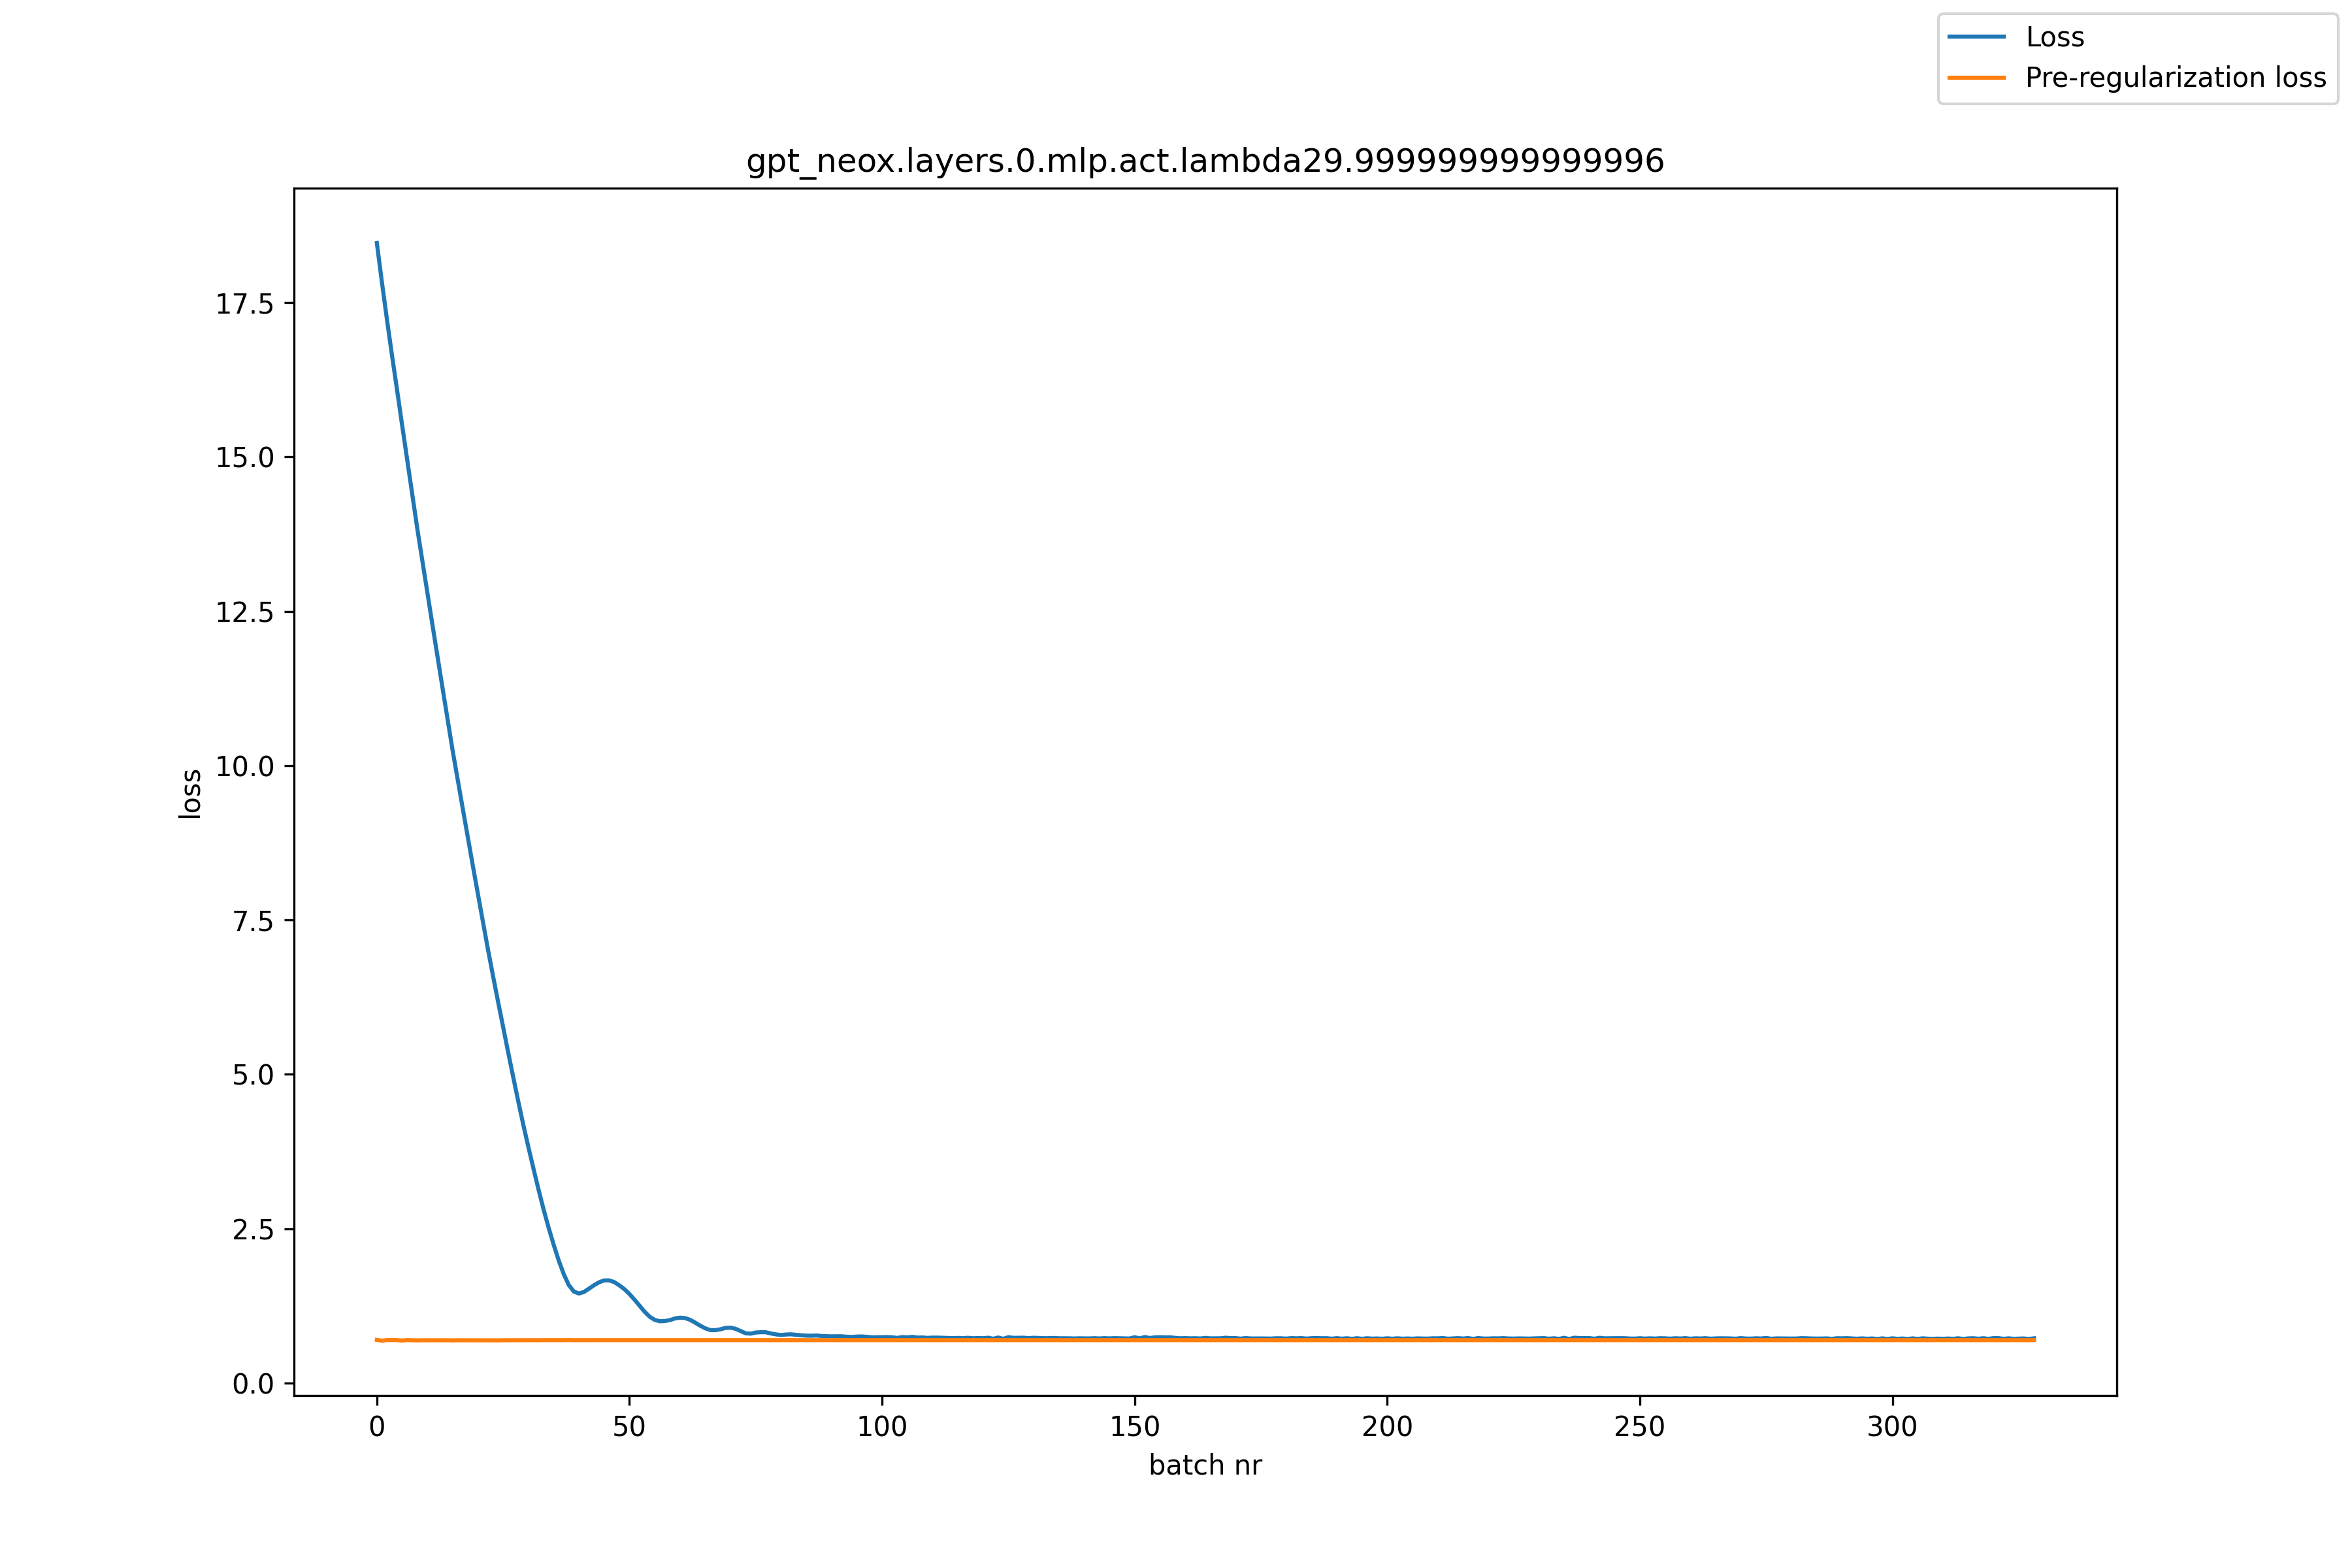 Loss
Pre-regularization loss
gpt_neox.layers.0.mlp.act.lambda29.999999999999996
17.5
15.0
12.5
10.0
7.5
5.0
2.5
0.0
loss
0 50 100 150 200 250 300
batch nr